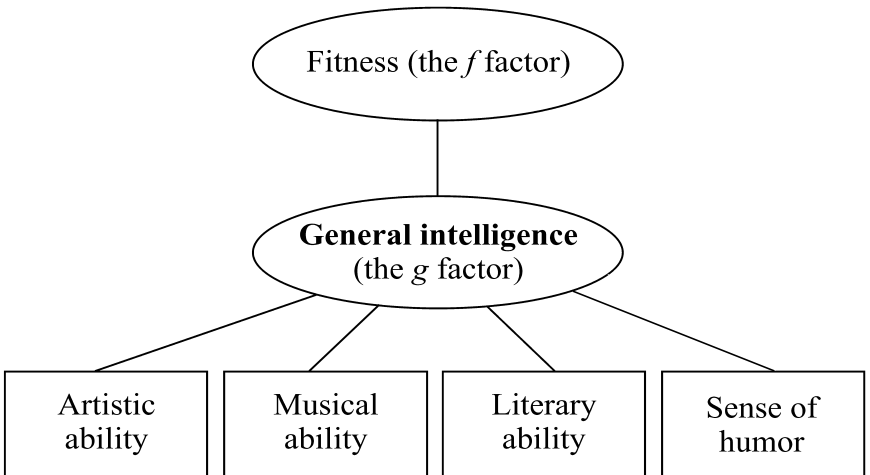 Fitness (the f factor)
General intelligence
(the g factor)
Artistic
ability
Musical
ability
Literary
ability
Sense of
humor